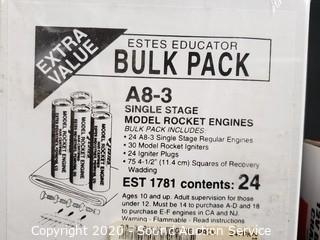 EXTRA
VALUE
ESTES EDUCATOR
BULK PACK
A8-3
SINGLE STAGE
MODEL ROCKET ENGINES
BULK PACK INCLUDES:
• 24 A8-3 Single Stage Regular Engines
• 30 Model Rocket Igniters
• 24 Igniter Plugs
• 75 4-1/2" (11.4 cm) Squares of Recovery
Wadding
EST 1781 contents: 24
Ages 10 and up. Adult supervision for those
under 12. Must be 14 to purchase A-D and 18
to purchase E-F engines in CA and NJ.
Warning - Flammable - Read instructions
MODEL ROCKET ENGINE
MODEL ROCKET ENGINE
MODEL ROCKET ENGINE
Copyright 2020 - Sound Auction Service